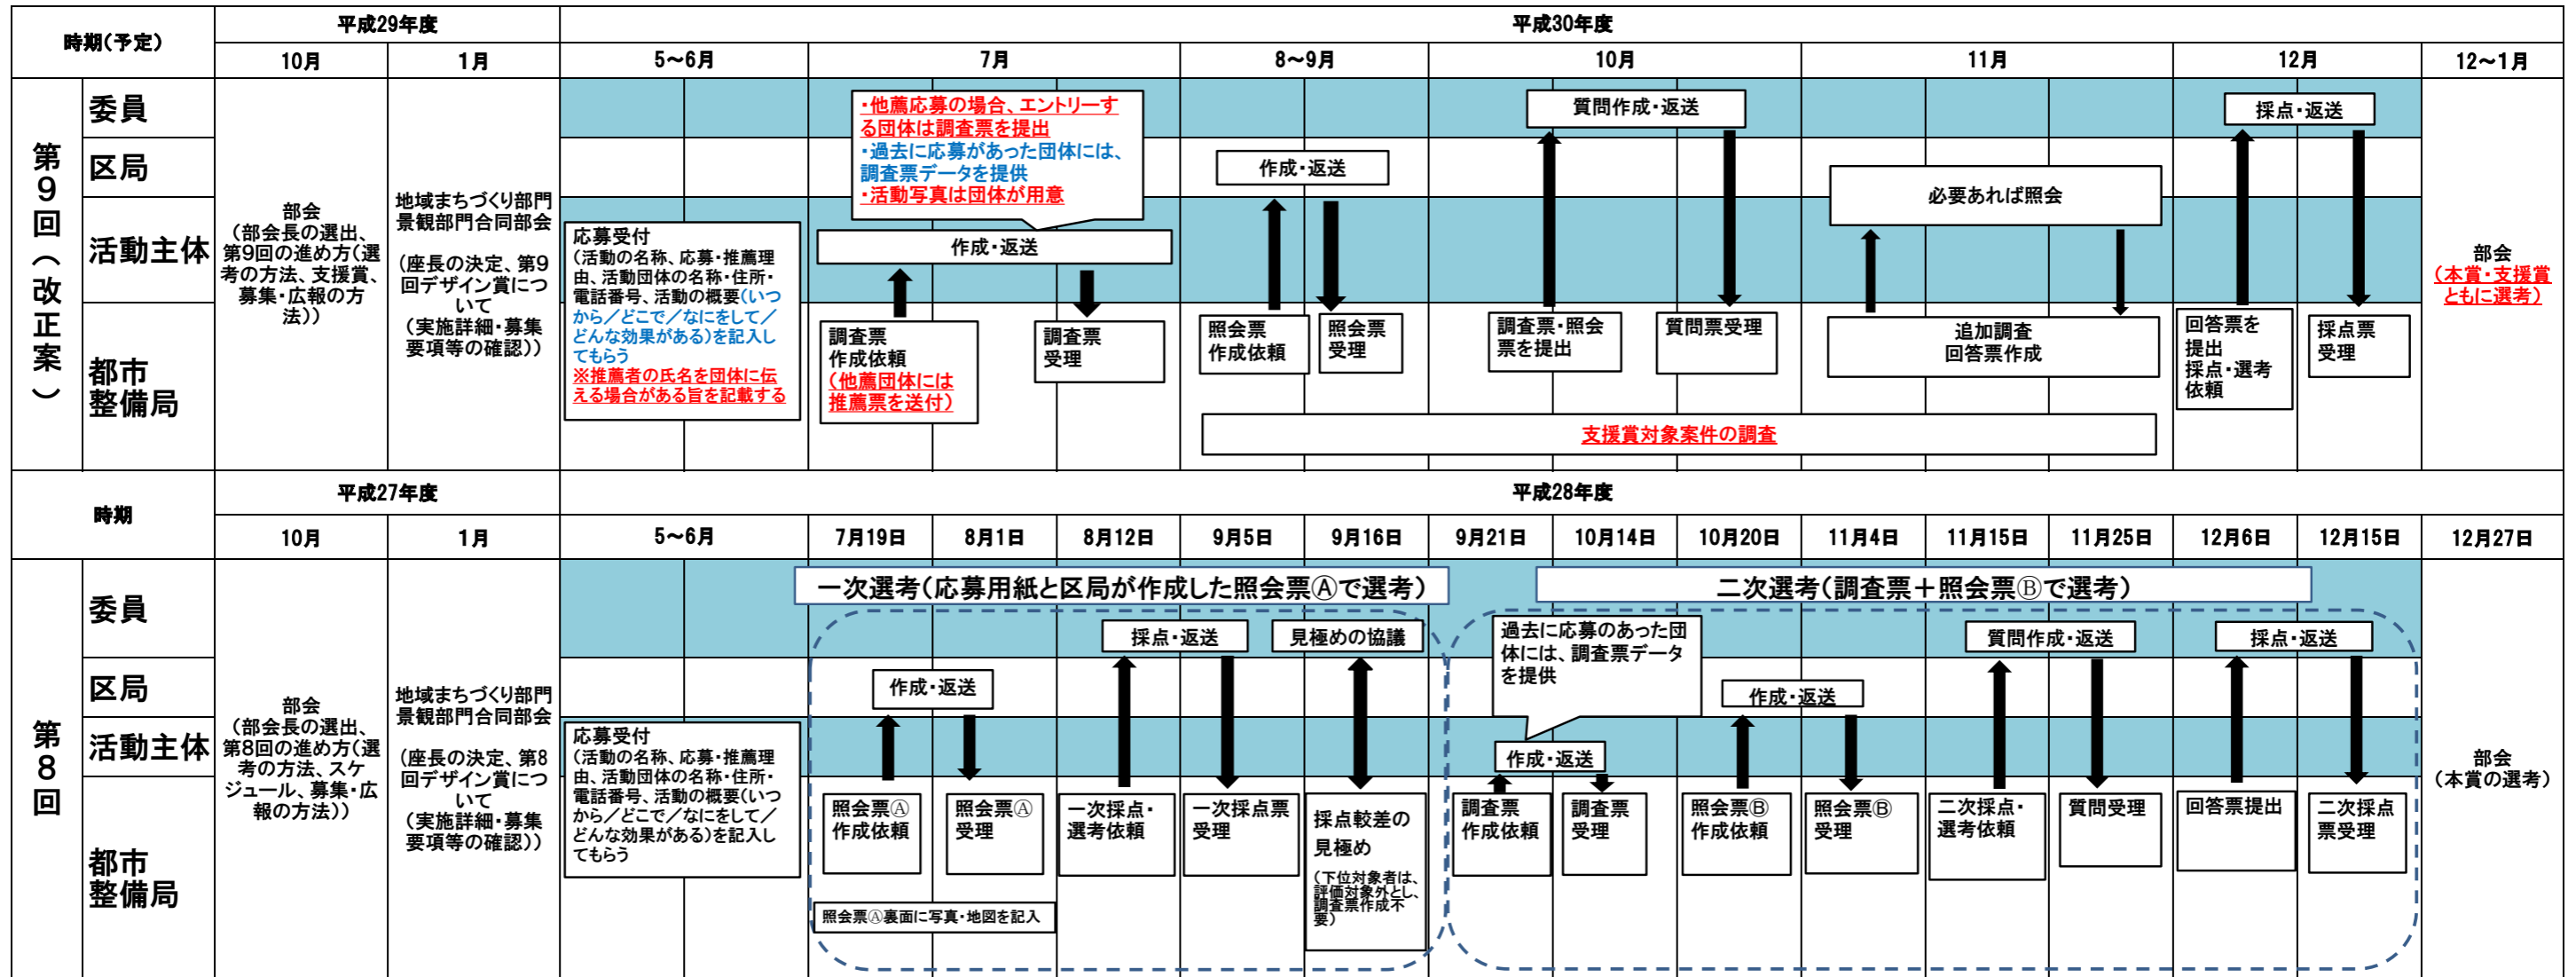 時期(予定)
平成29年度
平成30年度
10月
1月
5～6月
7月
8～9月
10月
11月
12月
12～1月
第9回（改正案）
委員
区局
活動主体
都市
整備局
部会
(部会長の選出、
第9回の進め方(選
考の方法、支援賞、
募集・広報の方
法))
地域まちづくり部門
景観部門合同部会
(座長の決定、第9
回デザイン賞につ
いて
(実施詳細・募集
要項等の確認))
応募受付
(活動の名称、応募・推薦理
由、活動団体の名称・住所・
電話番号、活動の概要(いつ
から／どこで／なにをして／
どんな効果がある)を記入し
てもらう
※推薦者の氏名を団体に伝
える場合がある旨を記載する
・他薦応募の場合、エントリーす
る団体は調査票を提出
・過去に応募があった団体には、
調査票データを提供
・活動写真は団体が用意
作成・返送
調査票
作成依頼
(他薦団体には
推薦票を送付)
調査票
受理
作成・返送
照会票
作成依頼
照会票
受理
質問作成・返送
調査票・照会
票を提出
質問票受理
必要あれば照会
追加調査
回答票作成
支援賞対象案件の調査
採点・返送
回答票を
提出
採点・選考
依頼
採点票
受理
部会
(本賞・支援賞
ともに選考)
時期
平成27年度
平成28年度
10月
1月
5～6月
7月19日
8月1日
8月12日
9月5日
9月16日
9月21日
10月14日
10月20日
11月4日
11月15日
11月25日
12月6日
12月15日
12月27日
第8回
委員
区局
活動主体
都市
整備局
部会
(部会長の選出、
第8回の進め方(選
考の方法、スケ
ジュール、募集・広
報の方法))
地域まちづくり部門
景観部門合同部会
(座長の決定、第8
回デザイン賞につ
いて
(実施詳細・募集
要項等の確認))
応募受付
(活動の名称、応募・推薦理
由、活動団体の名称・住所・
電話番号、活動の概要(いつ
から／どこで／なにをして／
どんな効果がある)を記入し
てもらう
一次選考(応募用紙と区局が作成した照会票Ⓐで選考)
作成・返送
照会票Ⓐ
作成依頼
照会票Ⓐ
受理
照会票Ⓐ裏面に写真・地図を記入
採点・返送
一次採点・
選考依頼
一次採点票
受理
見極めの協議
採点較差の
見極め
(下位対象者は、
評価対象外とし、
調査票作成不
要)
二次選考(調査票＋照会票Ⓑで選考)
過去に応募のあった団
体には、調査票データ
を提供
作成・返送
調査票
作成依頼
調査票
受理
作成・返送
照会票Ⓑ
作成依頼
照会票Ⓑ
受理
質問作成・返送
二次採点・
選考依頼
質問受理
採点・返送
回答票提出
二次採点
票受理
部会
(本賞の選考)